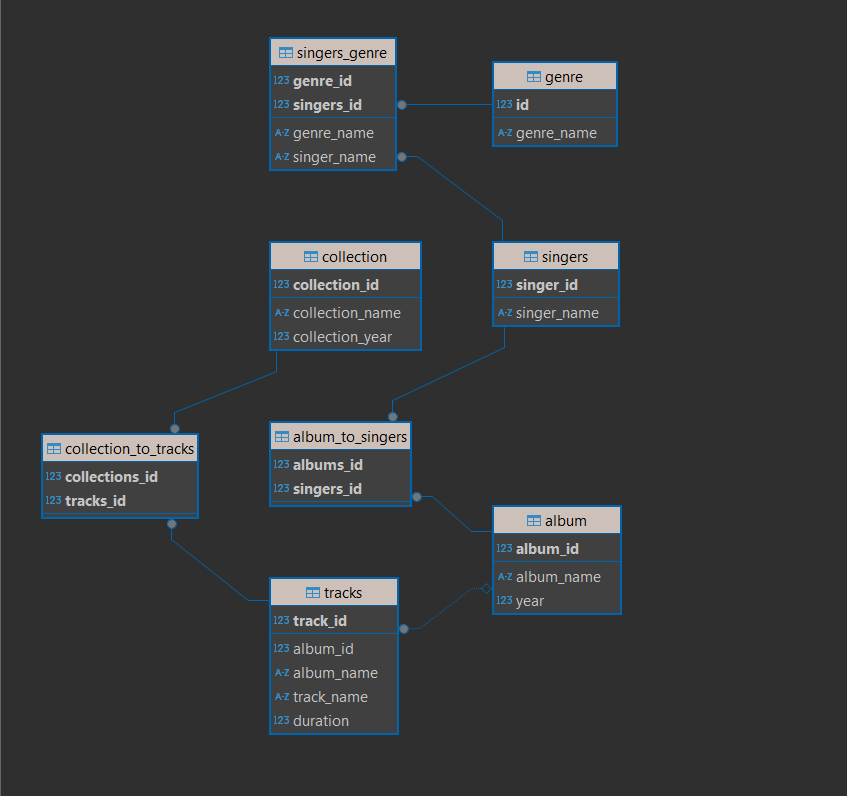 singers_genre
123 genre_id
123 singers_id
A-Z genre_name
A-Z singer_name
genre
123 id
A-Z genre_name
collection
123 collection_id
A-Z collection_name
123 collection_year
singers
123 singer_id
A-Z singer_name
collection_to_tracks
123 collections_id
123 tracks_id
album_to_singers
123 albums_id
123 singers_id
album
123 album_id
A-Z album_name
123 year
tracks
123 track_id
123 album_id
A-Z album_name
A-Z track_name
123 duration